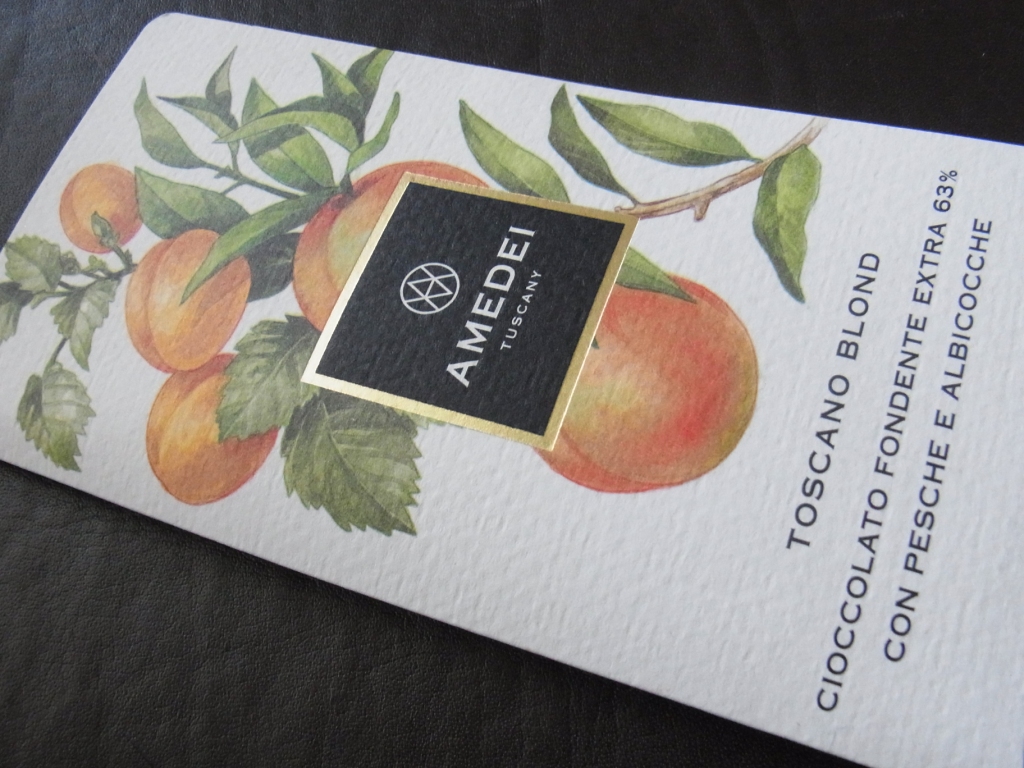 AMEDEI
TUSCANY
TOSCANO BLOND
CIOCCOLATO FONDENTE EXTRA 63%
CON PESCHE E ALBICOCCHE